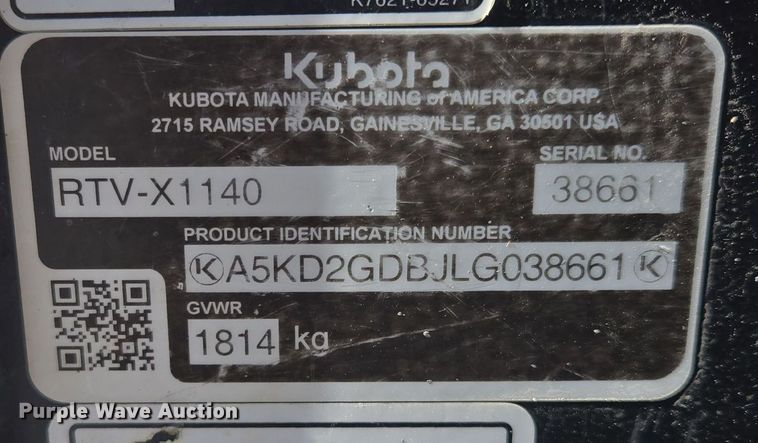 Kubota
KUBOTA MANUFACTURING of AMERICA CORP.
2715 RAMSEY ROAD, GAINESVILLE, GA 30501 USA
MODEL
SERIAL NO.
RTV-X1140
38661
PRODUCT IDENTIFICATION NUMBER
A5KD2GDBJLG038661
GVWR
1814 kg
Purple Wave Auction